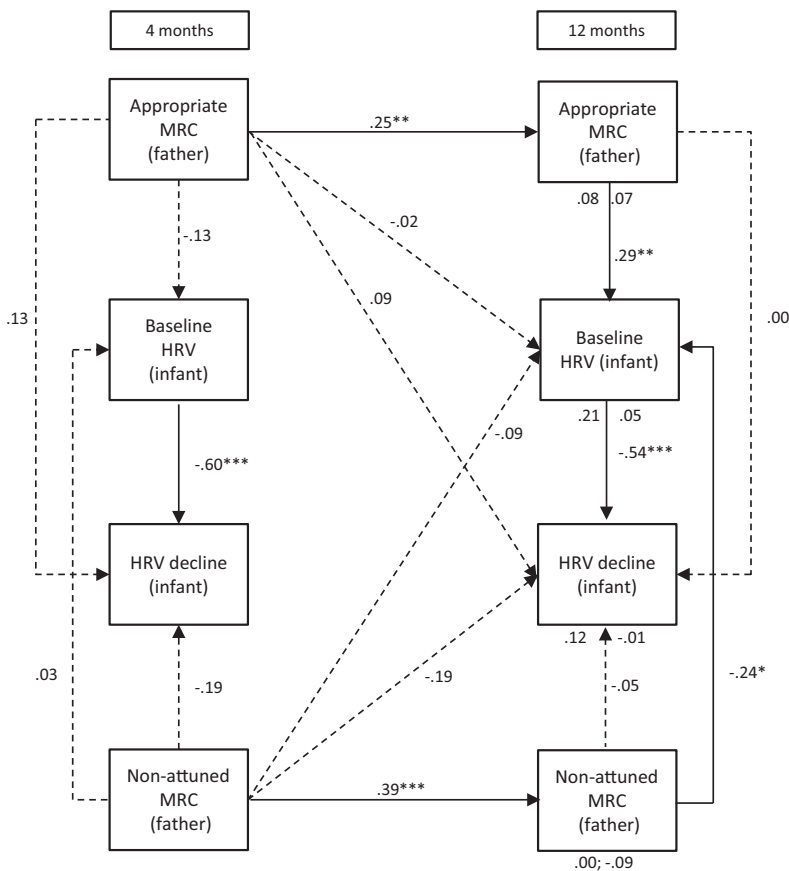 4 months
12 months
Appropriate
MRC
(father)
.25**
Appropriate
MRC
(father)
.08 .07
-.13
-.02
.29**
.09
.13
.00
Baseline
HRV
(infant)
Baseline
HRV (infant)
.21 .05
-.09
-.60***
-.54***
HRV decline
(infant)
HRV decline
(infant)
.12 -.01
.03
-.19
-.19
-.05
-.24*
Non-attuned
MRC
(father)
.39***
Non-attuned
MRC
(father)
.00; -.09